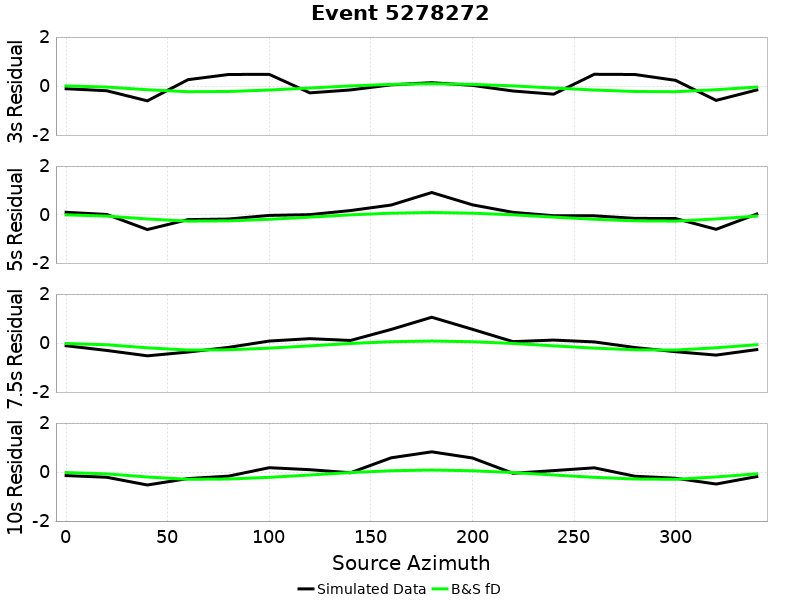 Event 5278272
3s Residual
2
0
-2
5s Residual
2
0
-2
7.5s Residual
2
0
-2
10s Residual
2
0
-2
0 50 100 150 200 250 300
Source Azimuth
Simulated Data B&S fD